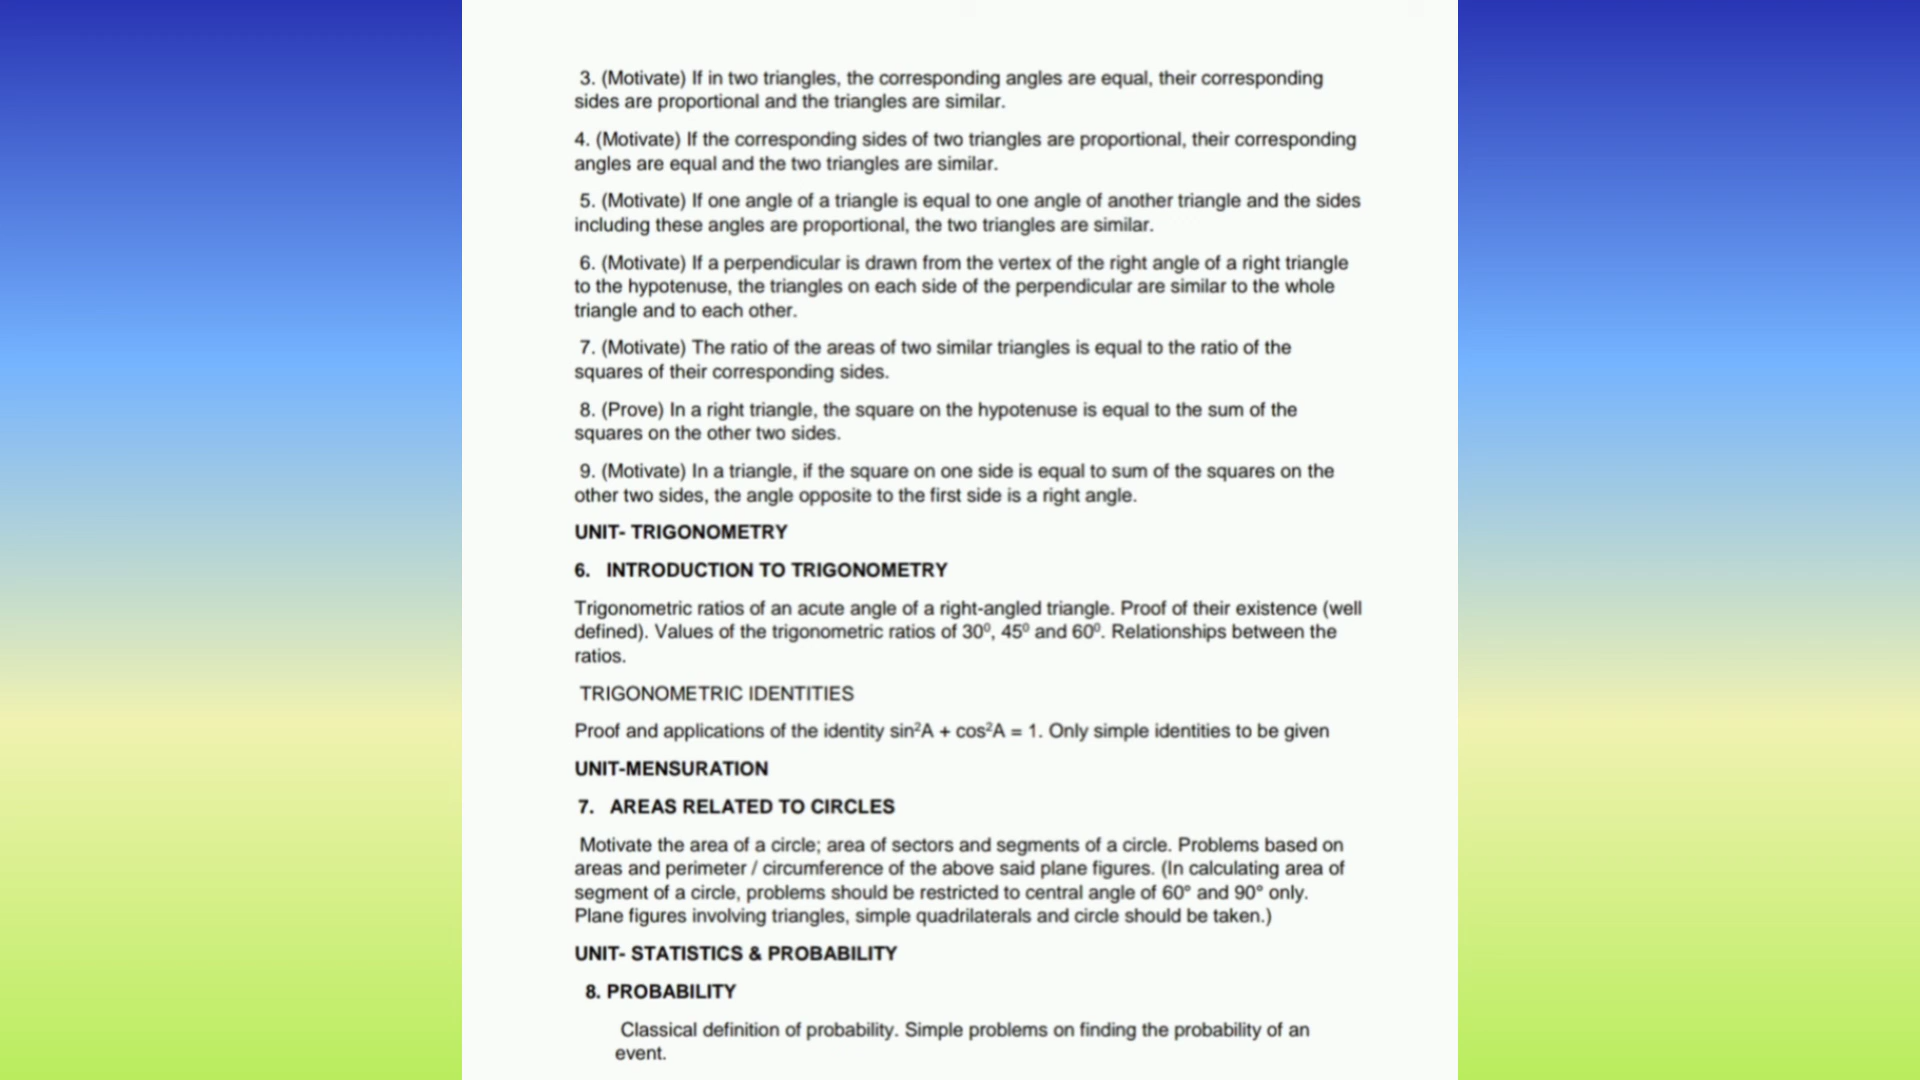 3. (Motivate) If in two triangles, the corresponding angles are equal, their corresponding
sides are proportional and the triangles are similar.
4. (Motivate) If the corresponding sides of two triangles are proportional, their corresponding
angles are equal and the two triangles are similar.
5. (Motivate) If one angle of a triangle is equal to one angle of another triangle and the sides
including these angles are proportional, the two triangles are similar.
6. (Motivate) If a perpendicular is drawn from the vertex of the right angle of a right triangle
to the hypotenuse, the triangles on each side of the perpendicular are similar to the whole
triangle and to each other.
7. (Motivate) The ratio of the areas of two similar triangles is equal to the ratio of the
squares of their corresponding sides.
8. (Prove) In a right triangle, the square on the hypotenuse is equal to the sum of the
squares on the other two sides.
9. (Motivate) In a triangle, if the square on one side is equal to sum of the squares on the
other two sides, the angle opposite to the first side is a right angle.
UNIT- TRIGONOMETRY
6. INTRODUCTION TO TRIGONOMETRY
Trigonometric ratios of an acute angle of a right-angled triangle. Proof of their existence (well
defined). Values of the trigonometric ratios of 30⁰, 45⁰ and 60⁰. Relationships between the
ratios.
TRIGONOMETRIC IDENTITIES
Proof and applications of the identity sin²A + cos²A = 1. Only simple identities to be given
UNIT-MENSURATION
7. AREAS RELATED TO CIRCLES
Motivate the area of a circle; area of sectors and segments of a circle. Problems based on
areas and perimeter / circumference of the above said plane figures. (In calculating area of
segment of a circle, problems should be restricted to central angle of 60° and 90° only.
Plane figures involving triangles, simple quadrilaterals and circle should be taken.)
UNIT- STATISTICS & PROBABILITY
8. PROBABILITY
Classical definition of probability. Simple problems on finding the probability of an
event.